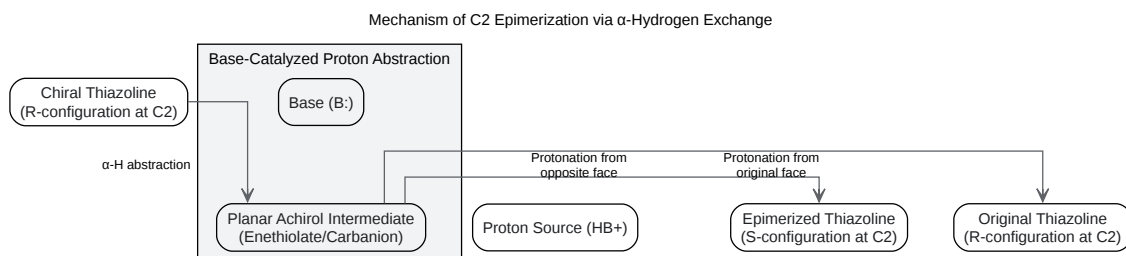 Mechanism of C2 Epimerization via α-Hydrogen Exchange
Base-Catalyzed Proton Abstraction
Chiral Thiazoline
(R-configuration at C2)
Base (B:)
α-H abstraction
Protonation from
opposite face
Protonation from
original face
Planar Achirol Intermediate
(Enethiolate/Carbanion)
Proton Source (HB+)
Epimerized Thiazoline
(S-configuration at C2)
Original Thiazoline
(R-configuration at C2)